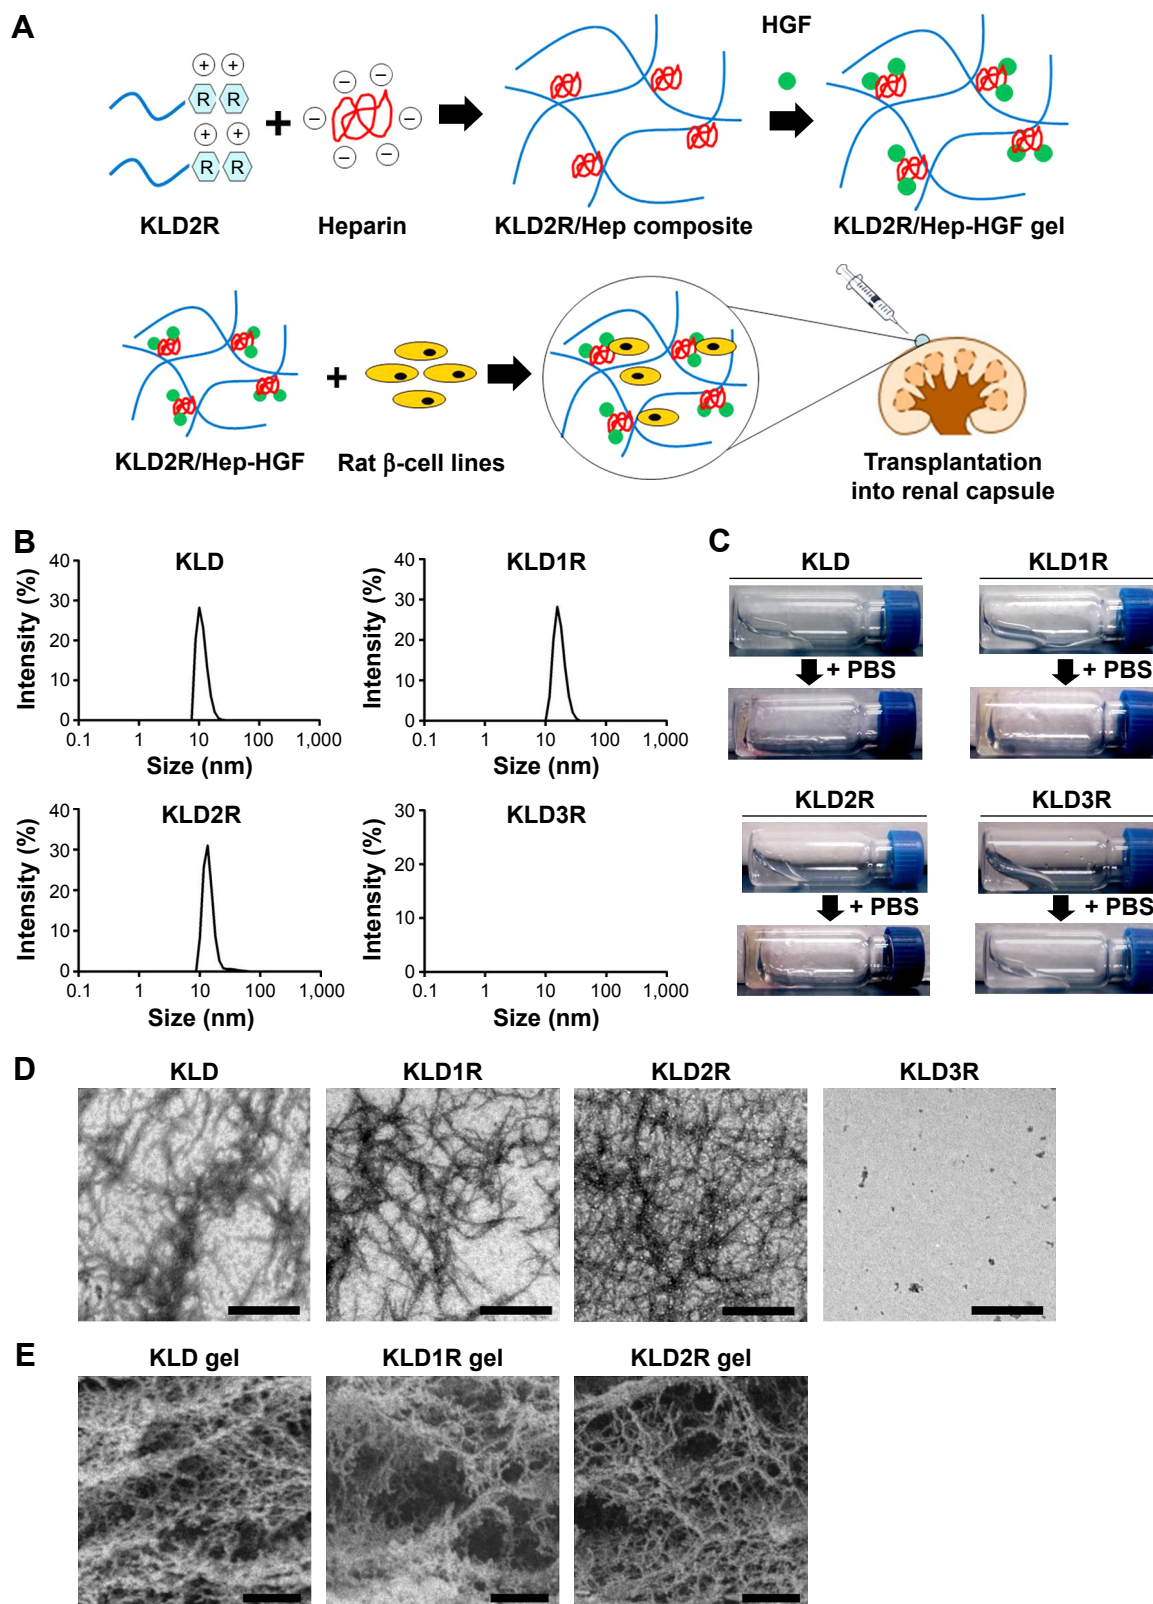 A
HGF
+ +
R R
+ +
R R
+
− − − − − −
KLD2R
Heparin
KLD2R/Hep composite
KLD2R/Hep-HGF gel
+
KLD2R/Hep-HGF
Rat β-cell lines
Transplantation
into renal capsule
B
KLD
Intensity (%)
40
30
20
10
0
0.1 1 10 100 1,000
Size (nm)
KLD1R
Intensity (%)
40
30
20
10
0
0.1 1 10 100 1,000
Size (nm)
KLD2R
Intensity (%)
40
30
20
10
0
0.1 1 10 100 1,000
Size (nm)
KLD3R
Intensity (%)
30
20
10
0
0.1 1 10 100 1,000
Size (nm)
C
KLD
+ PBS
KLD1R
+ PBS
KLD2R
+ PBS
KLD3R
+ PBS
D
KLD
KLD1R
KLD2R
KLD3R
E
KLD gel
KLD1R gel
KLD2R gel